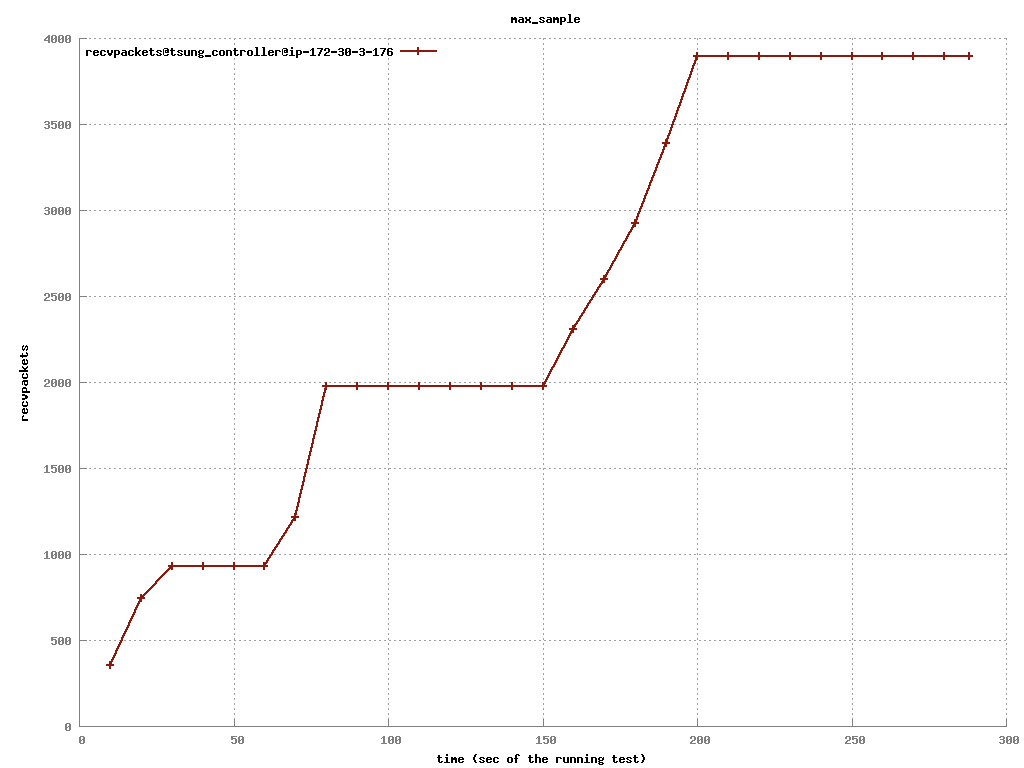 max_sample
recvpackets@tsung_controller@ip-172-30-3-176
4000
3500
3000
2500
2000
1500
1000
500
0
recvpackets
0 50 100 150 200 250 300
time (sec of the running test)